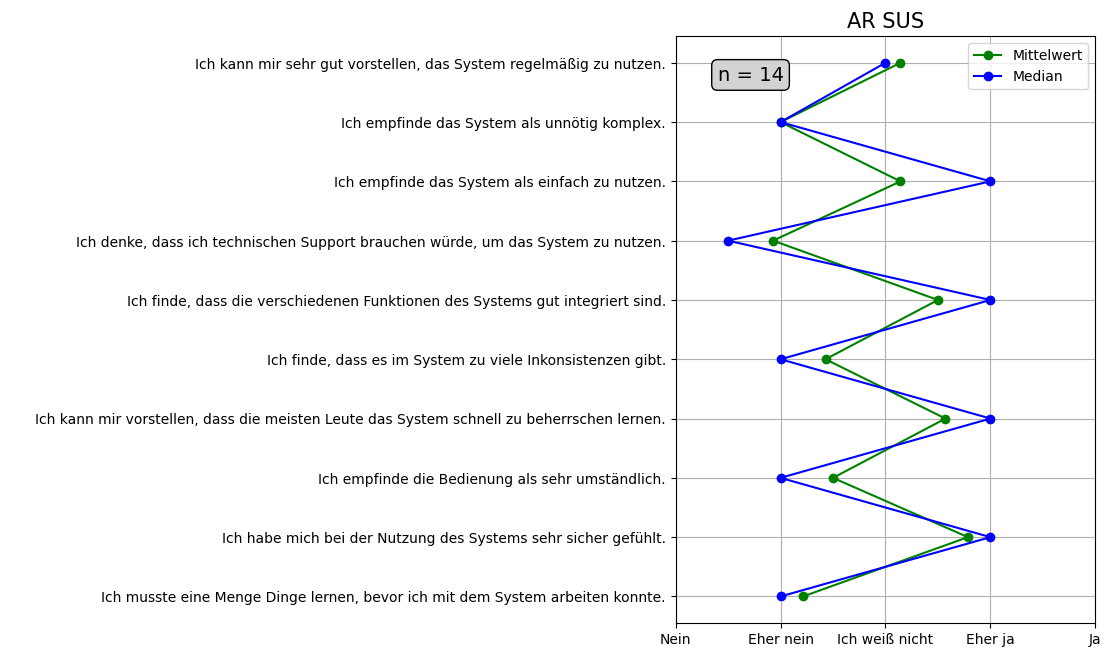 AR SUS
Ich kann mir sehr gut vorstellen, das System regelmäßig zu nutzen.
n = 14
Mittelwert
Median
Ich empfinde das System als unnötig komplex.
Ich empfinde das System als einfach zu nutzen.
Ich denke, dass ich technischen Support brauchen würde, um das System zu nutzen.
Ich finde, dass die verschiedenen Funktionen des Systems gut integriert sind.
Ich finde, dass es im System zu viele Inkonsistenzen gibt.
Ich kann mir vorstellen, dass die meisten Leute das System schnell zu beherrschen lernen.
Ich empfinde die Bedienung als sehr umständlich.
Ich habe mich bei der Nutzung des Systems sehr sicher gefühlt.
Ich musste eine Menge Dinge lernen, bevor ich mit dem System arbeiten konnte.
Nein Eher nein Ich weiß nicht Eher ja Ja